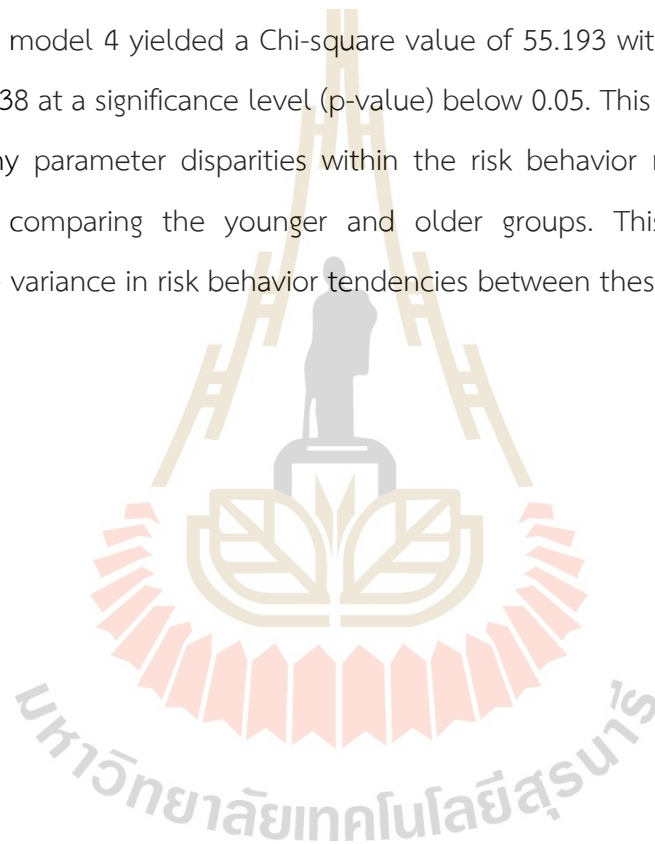 model 4 yielded a Chi-square value of 55.193 wit
38 at a significance level (p-value) below 0.05. This
ny parameter disparities within the risk behavior
comparing the younger and older groups. This
variance in risk behavior tendencies between thes
มหาวิทยาลัยเทคโนโลยีสุรนารี